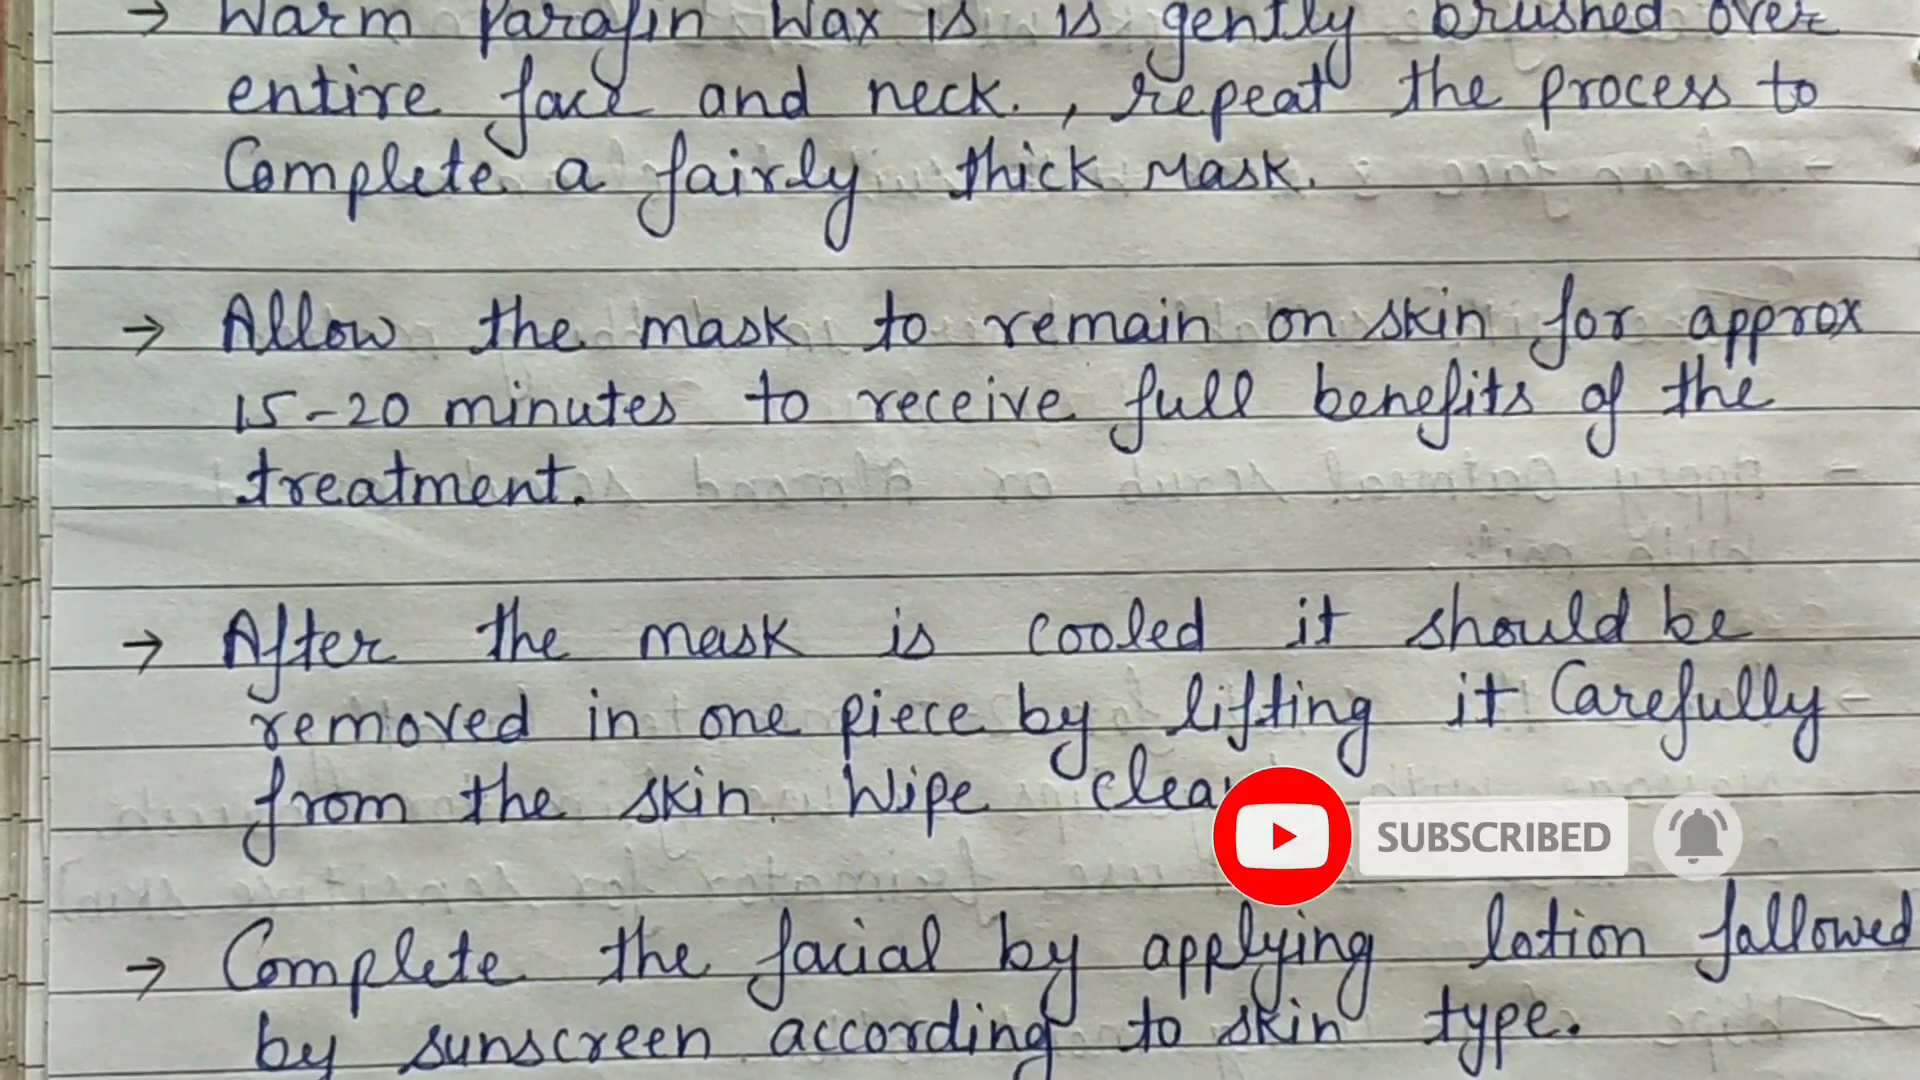 → Warm Parafin Wax is is gently brushed over
entire face and neck. , repeat the process to
Complete a fairly thick Mask.
→ Allow the mask to remain on skin for approx
15-20 minutes to receive full benefits of the
treatment.
→ After the mask is cooled it should be
removed in one piece by lifting it Carefully
from the skin. Wipe clean
SUBSCRIBED
→ Complete the facial by applying lotion followed
by sunscreen according to skin type.